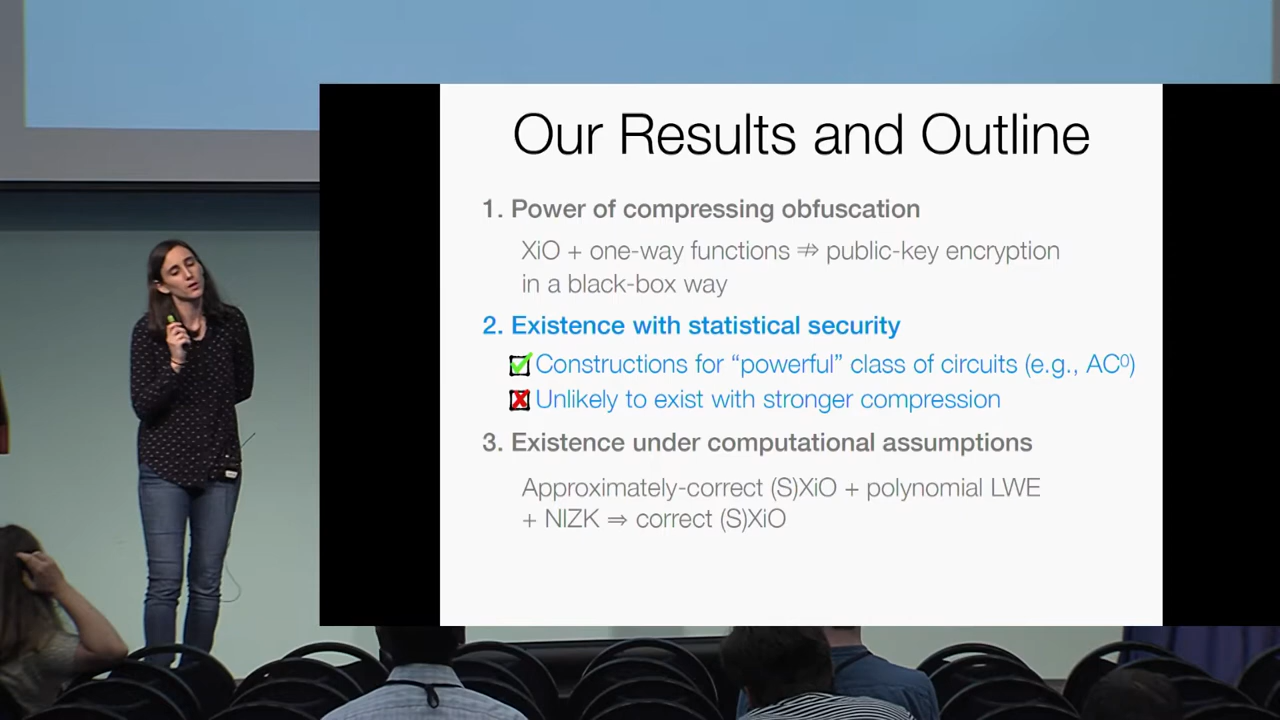 Our Results and Outline
1. Power of compressing obfuscation
XiO + one-way functions ⇏ public-key encryption
in a black-box way
2. Existence with statistical security
Constructions for “powerful” class of circuits (e.g., AC⁰)
Unlikely to exist with stronger compression
3. Existence under computational assumptions
Approximately-correct (S)XiO + polynomial LWE
+ NIZK ⇒ correct (S)XiO